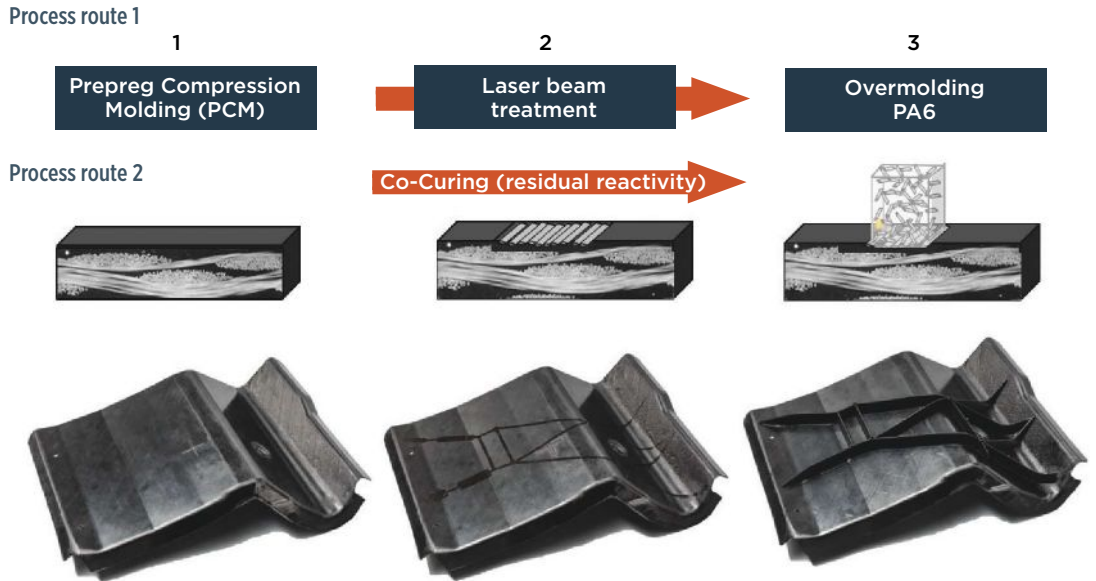 Process route 1
1
2
3
Prepreg Compression
Molding (PCM)
Laser beam
treatment
Overmolding
PA6
Process route 2
Co-Curing (residual reactivity)